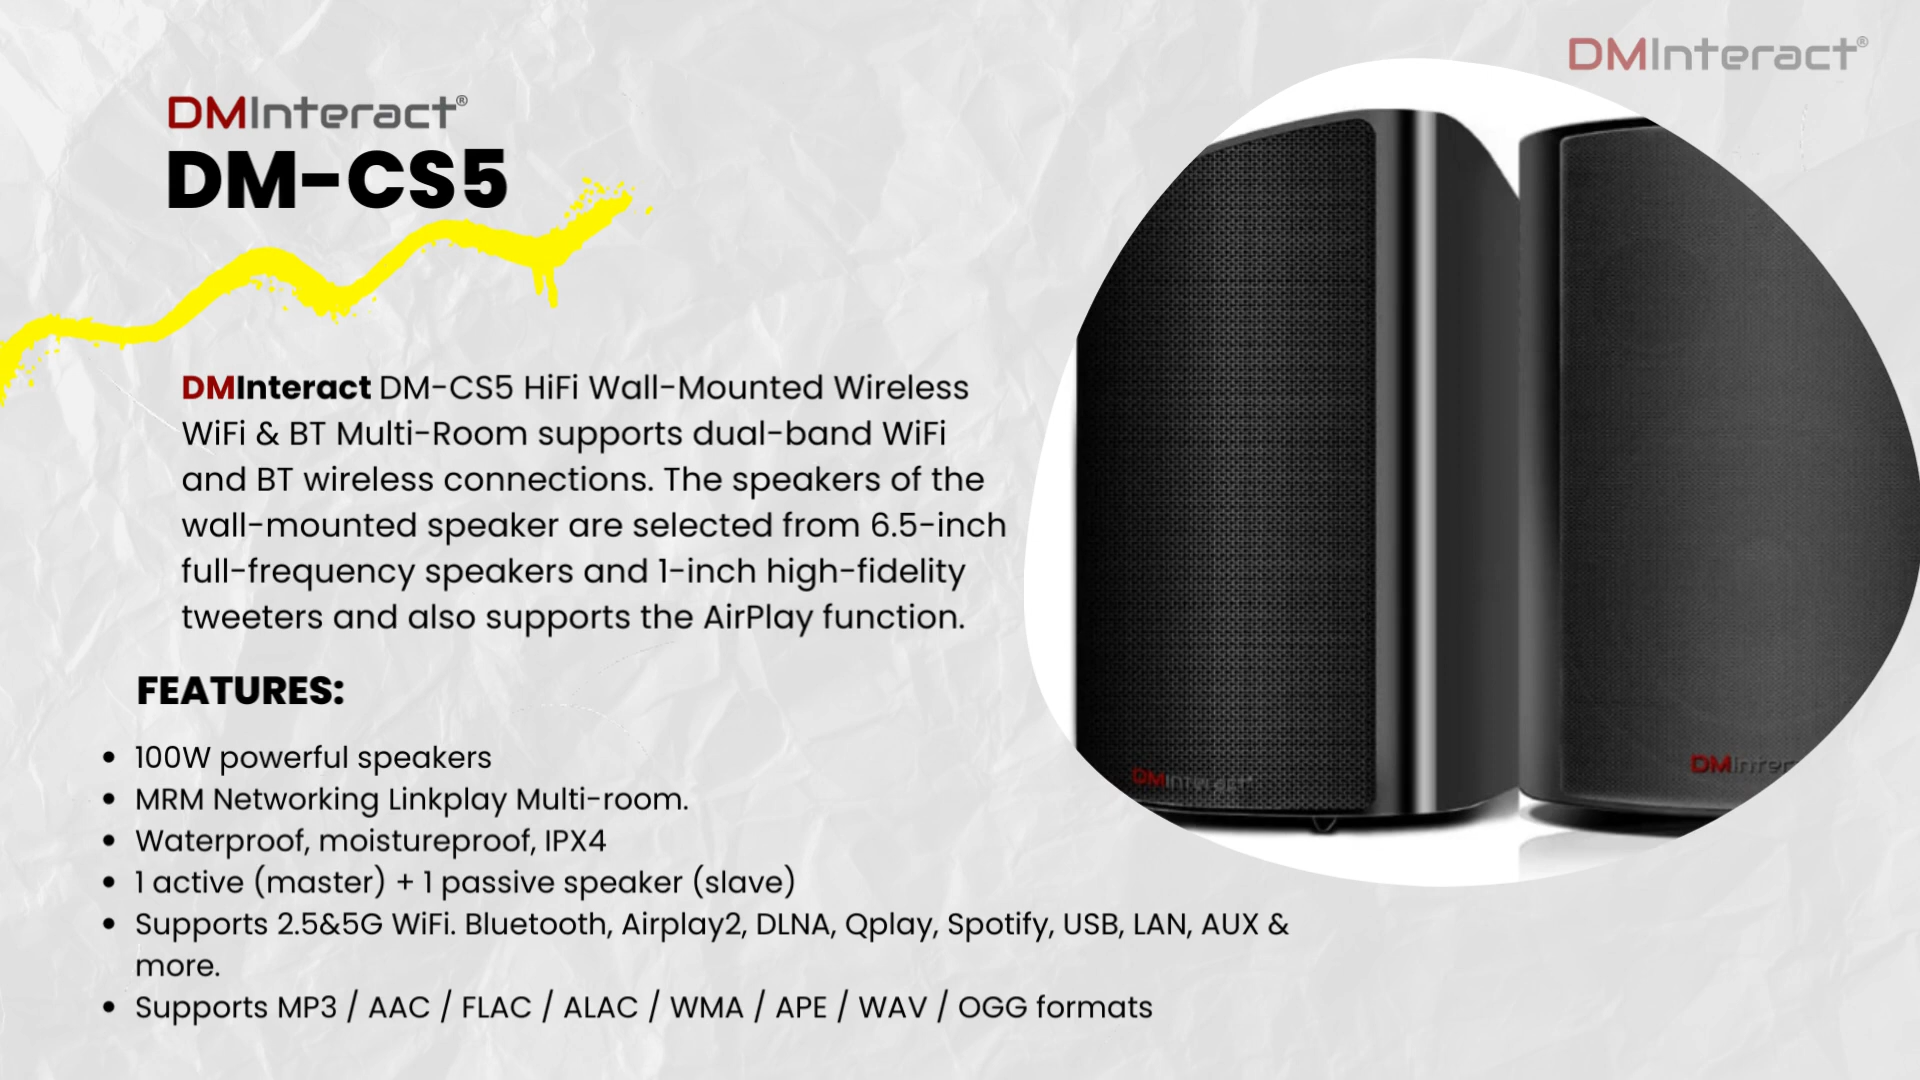 DMInteract®
DMInteract®
DM-CS5
DMInteract DM-CS5 HiFi Wall-Mounted Wireless
WiFi & BT Multi-Room supports dual-band WiFi
and BT wireless connections. The speakers of the
wall-mounted speaker are selected from 6.5-inch
full-frequency speakers and 1-inch high-fidelity
tweeters and also supports the AirPlay function.
FEATURES:
• 100W powerful speakers
• MRM Networking Linkplay Multi-room.
• Waterproof, moistureproof, IPX4
• 1 active (master) + 1 passive speaker (slave)
• Supports 2.5&5G WiFi. Bluetooth, Airplay2, DLNA, Qplay, Spotify, USB, LAN, AUX &
more.
• Supports MP3 / AAC / FLAC / ALAC / WMA / APE / WAV / OGG formats
DMInteract®
DMInter